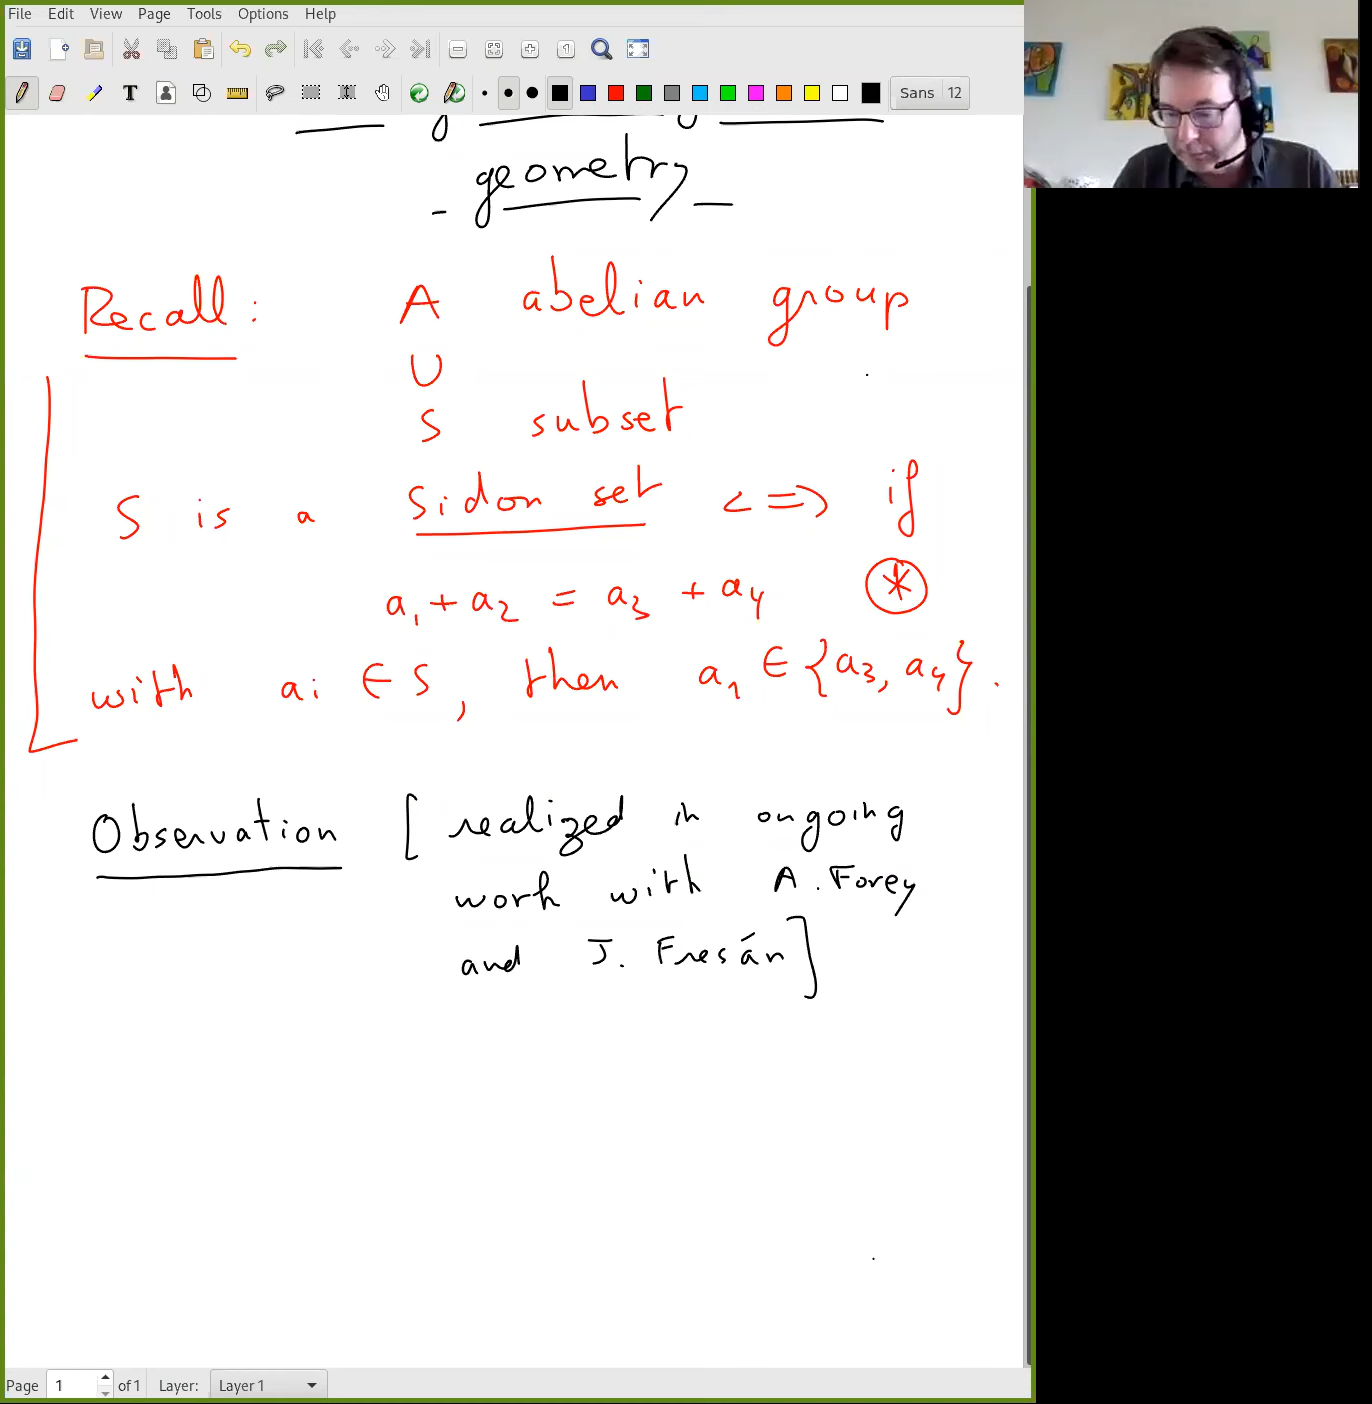 File Edit View Page Tools Options Help
Sans 12
- geometry -
Recall: A abelian group
∪
S subset
S is a Sidon set <=> if
a₁ + a₂ = a₃ + a₄ (*)
with aᵢ ∈ S, then a₁ ∈ {a₃, a₄}.
Observation [realized in ongoing
work with A. Forey
and J. Fresán]
Page 1 of 1 Layer: Layer 1